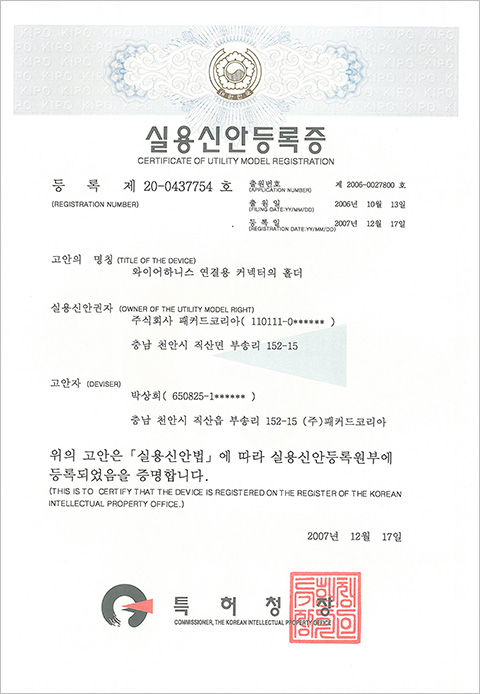 KIPO
대한민국
실용신안등록증
CERTIFICATE OF UTILITY MODEL REGISTRATION
등 록 제 20-0437754 호
(REGISTRATION NUMBER)
출원번호 제 2006-0027800 호
(APPLICATION NUMBER)
출 원 일 2006년 10월 13일
(FILING DATE:YY/MM/DD)
등 록 일 2007년 12월 17일
(REGISTRATION DATE:YY/MM/DD)
고안의 명칭 (TITLE OF THE DEVICE)
와이어하니스 연결용 커넥터의 홀더
실용신안권자 (OWNER OF THE UTILITY MODEL RIGHT)
주식회사 패커드코리아( 110111-0****** )
충남 천안시 직산면 부송리 152-15
고안자 (DEVISER)
박상희( 650825-1****** )
충남 천안시 직산읍 부송리 152-15 (주)패커드코리아
위의 고안은「실용신안법」에 따라 실용신안등록원부에
등록되었음을 증명합니다.
(THIS IS TO CERTIFY THAT THE DEVICE IS REGISTERED ON THE REGISTER OF THE KOREAN
INTELLECTUAL PROPERTY OFFICE.)
2007년 12월 17일
특 허 청 장
COMMISSIONER, THE KOREAN INTELLECTUAL PROPERTY OFFICE